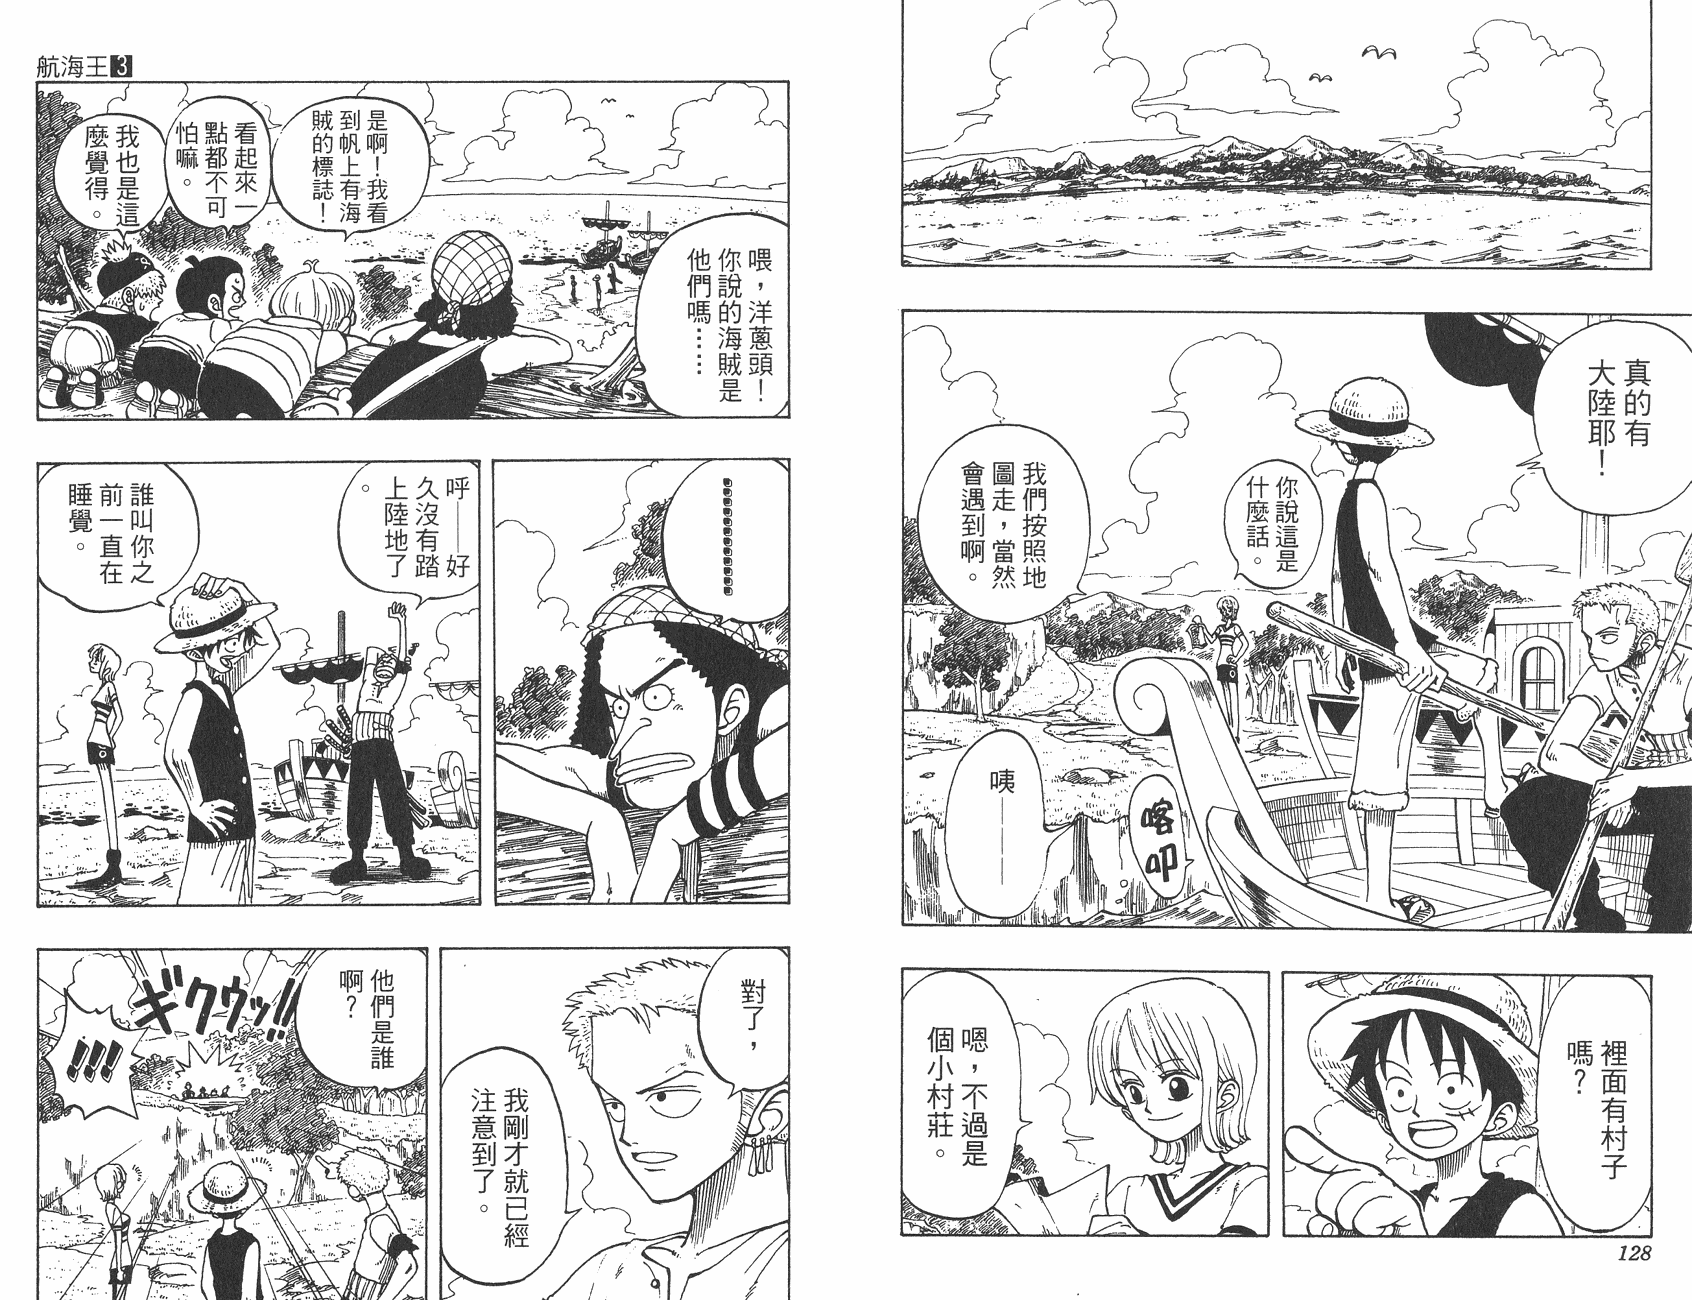 真的有
大陸耶！
你說這是
什麼話。
我們按照地
圖走，當然
會遇到啊。
咦——
喀
叩
裡面有村子
嗎？
嗯，不過是
個小村莊。
128
航海王3
喂，洋蔥頭！
你說的海賊是
他們嗎……
是啊！我看
到帆上有海
賊的標誌！
看起來一
點都不可
怕嘛。
我也是這
麼覺得。
…………
呼——好
久沒有踏
上陸地了
。
誰叫你之
前一直在
睡覺。
對了，
我剛才就已經
注意到了。
他們是誰
啊？
ギクウッ!!
!!!